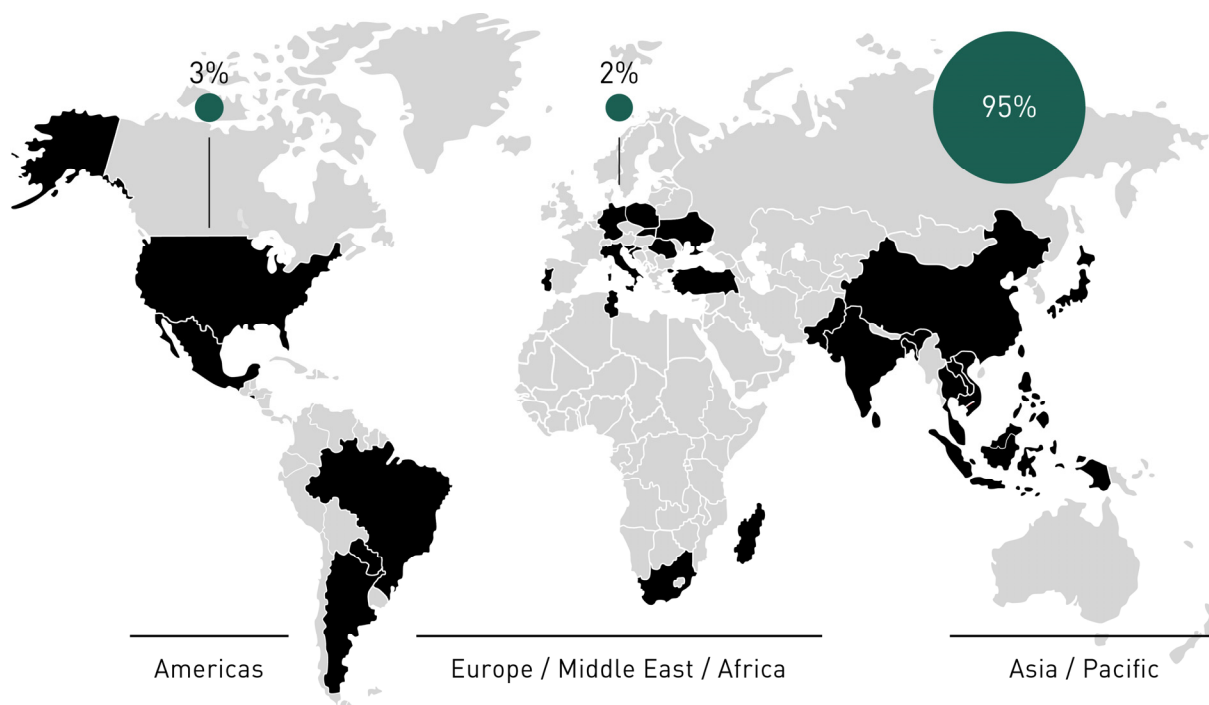 3%
2%
95%
Americas
Europe / Middle East / Africa
Asia / Pacific